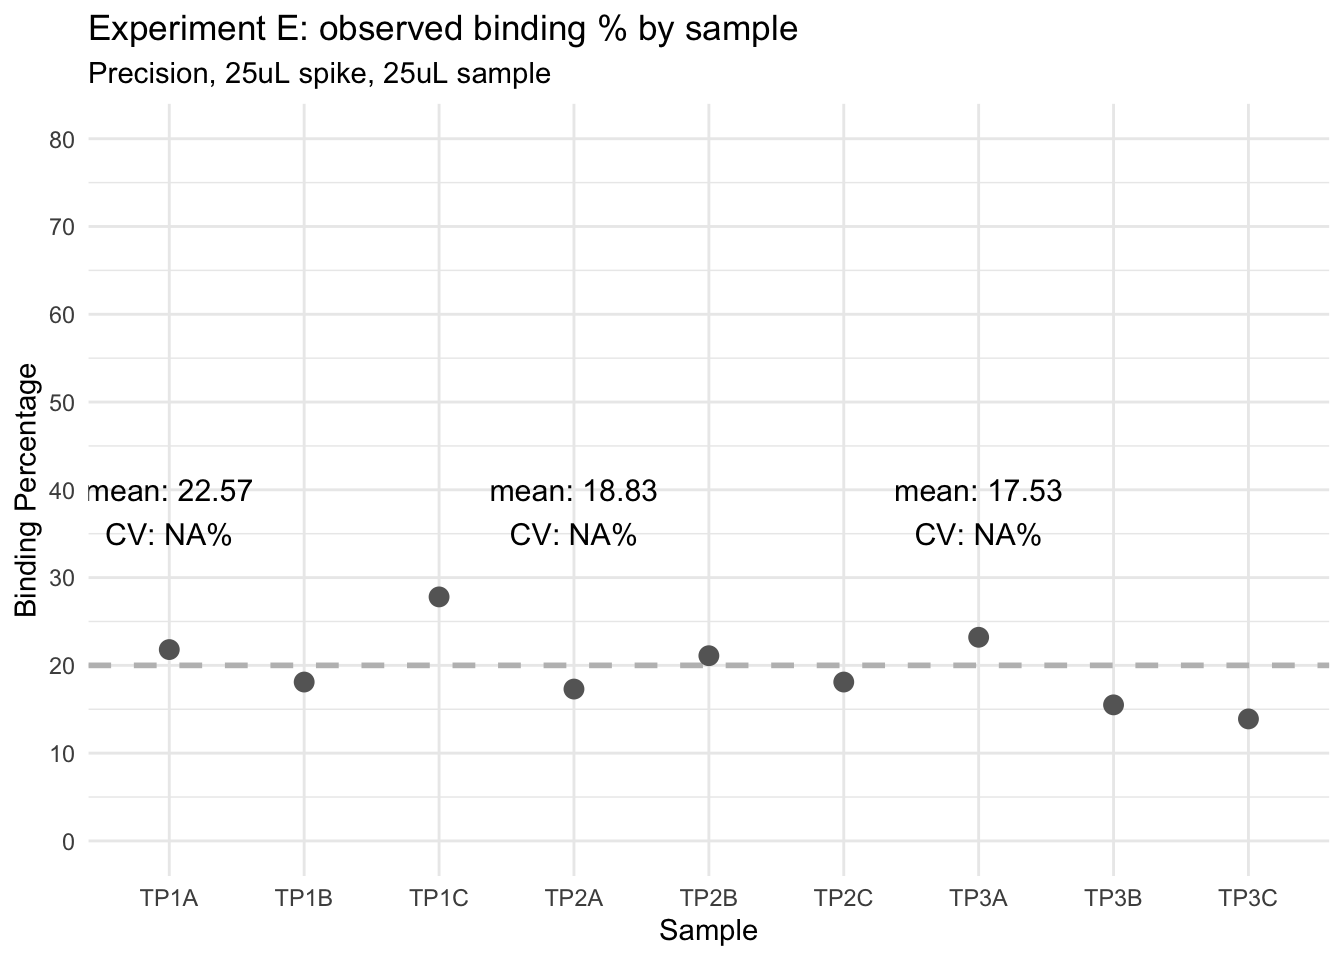 Experiment E: observed binding % by sample
Precision, 25uL spike, 25uL sample
Binding Percentage
80
70
60
50
40
30
20
10
0
mean: 22.57
CV: NA%
mean: 18.83
CV: NA%
mean: 17.53
CV: NA%
TP1A
TP1B
TP1C
TP2A
TP2B
TP2C
TP3A
TP3B
TP3C
Sample